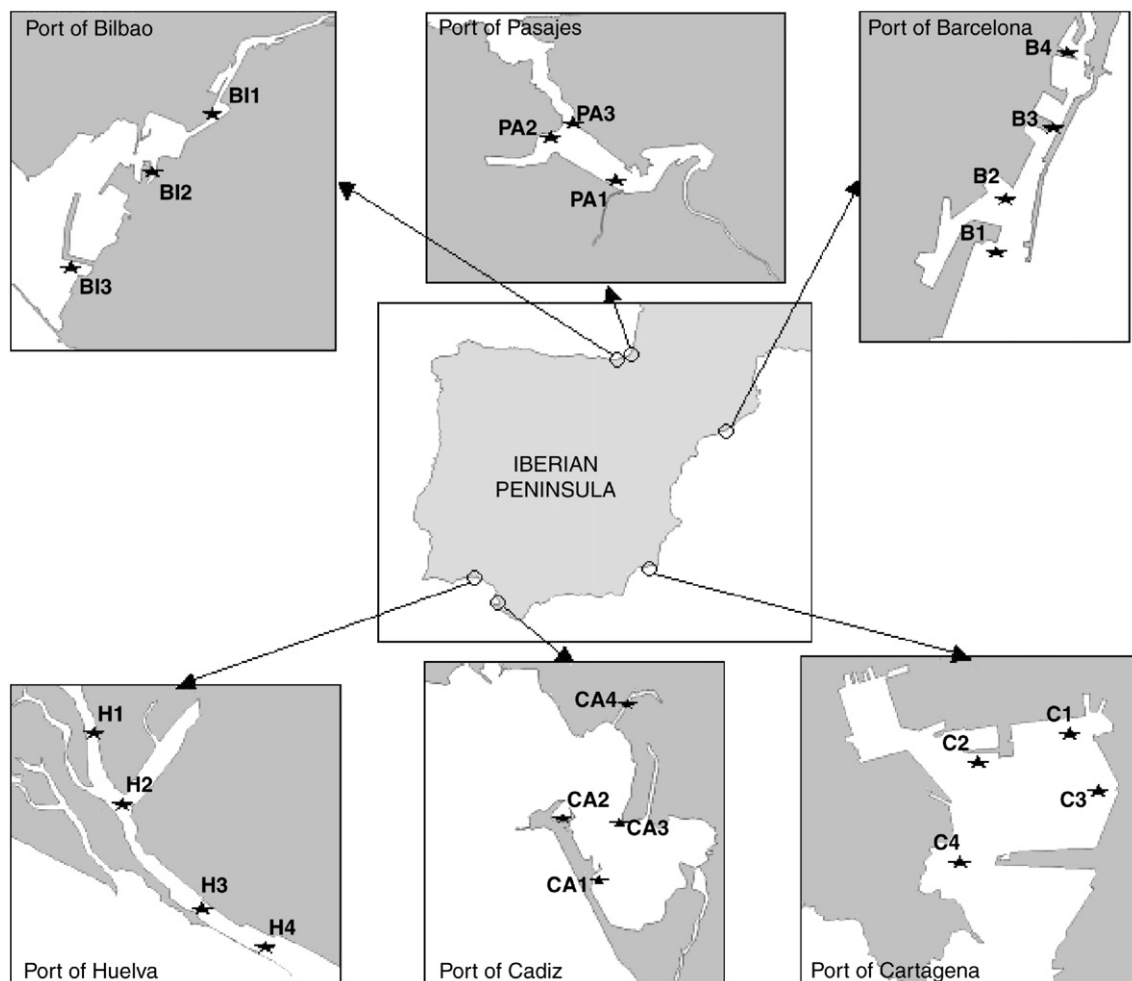 Port of Bilbao
BI1
BI2
BI3
Port of Pasajes
PA3
PA2
PA1
Port of Barcelona
B4
B3
B2
B1
IBERIAN
PENINSULA
H1
H2
H3
H4
Port of Huelva
CA4
CA2
CA3
CA1
Port of Cadiz
C1
C2
C3
C4
Port of Cartagena